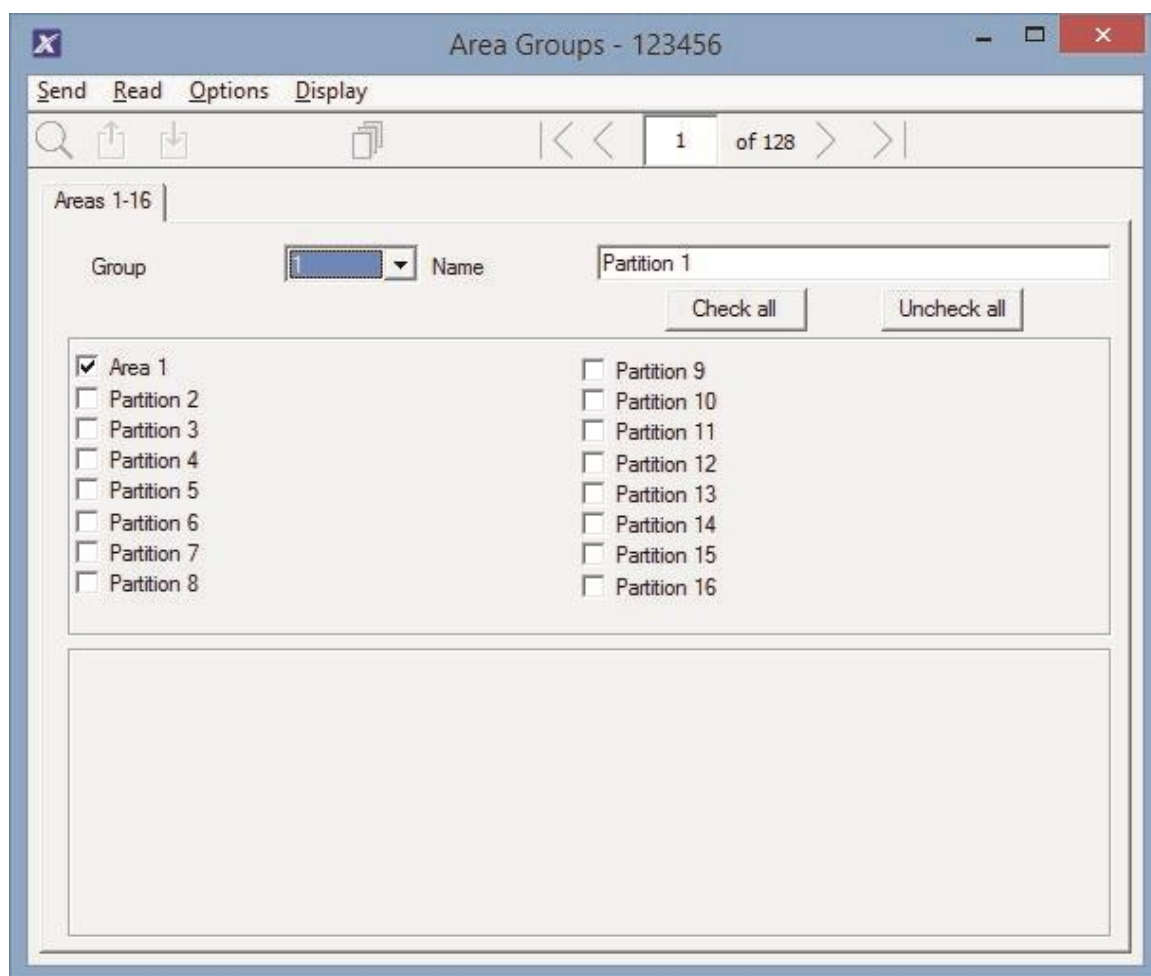 Area Groups - 123456
Send Read Options Display
1 of 128
Areas 1-16
Group 1 Name Partition 1
Check all Uncheck all
Area 1
Partition 2
Partition 3
Partition 4
Partition 5
Partition 6
Partition 7
Partition 8
Partition 9
Partition 10
Partition 11
Partition 12
Partition 13
Partition 14
Partition 15
Partition 16